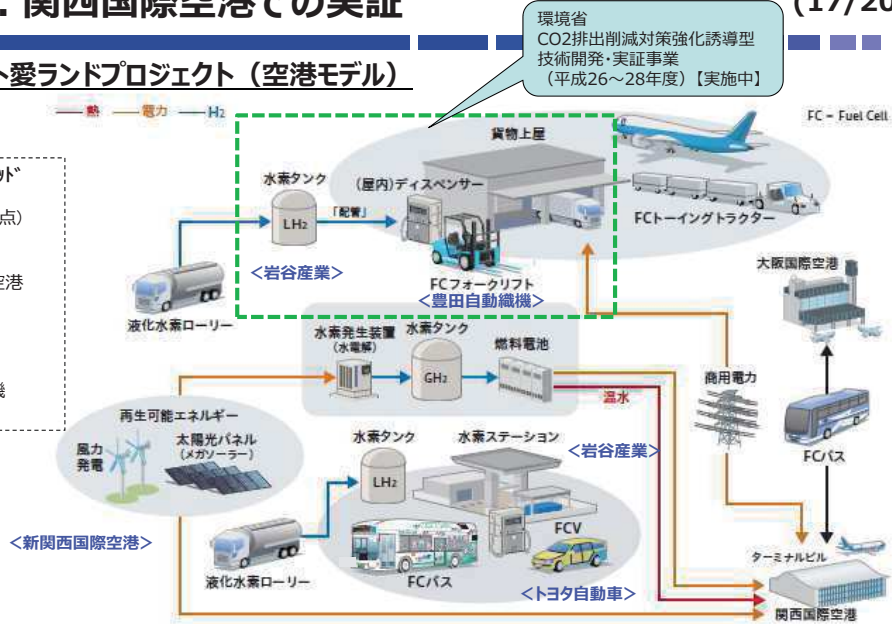 . 関西国際空港での実証
(17/20
ト愛ランドプロジェクト（空港モデル）
環境省
CO2排出削減対策強化誘導型
技術開発・実証事業
（平成26～28年度）【実施中】
熱
電力
H₂
FC = Fuel Cell
点）
空港
機
貨物上屋
水素タンク
（屋内）ディスペンサー
LH₂
「配管」
FCトーイングトラクター
<岩谷産業>
FCフォークリフト
<豊田自動織機>
液化水素ローリー
大阪国際空港
水素発生装置
（水電解）
水素タンク
燃料電池
GH₂
温水
商用電力
FCバス
再生可能エネルギー
風力
発電
太陽光パネル
（メガソーラー）
水素タンク
水素ステーション
<岩谷産業>
LH₂
<新関西国際空港>
液化水素ローリー
FCバス
FCV
<トヨタ自動車>
ターミナルビル
関西国際空港